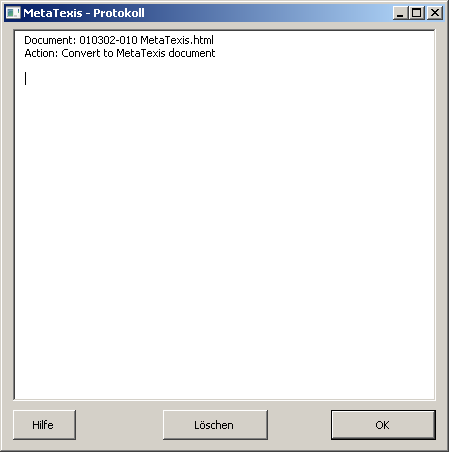 MetaTexis - Protokoll
Document: 010302-010 MetaTexis.html
Action: Convert to MetaTexis document
Hilfe
Löschen
OK